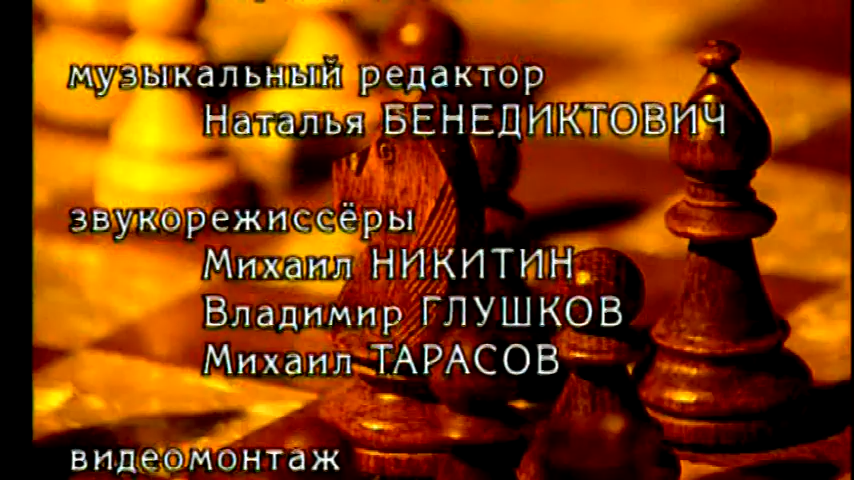 музыкальный редактор
Наталья БЕНЕДИКТОВИЧ
звукорежиссёры
Михаил НИКИТИН
Владимир ГЛУШКОВ
Михаил ТАРАСОВ
видеомонтаж